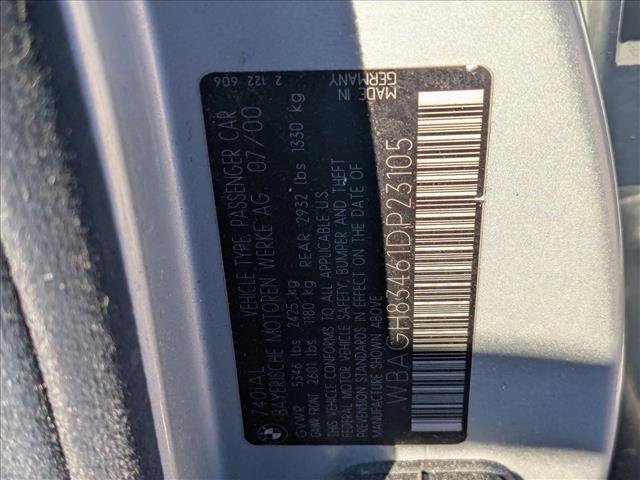 740iAL VEHICLE TYPE, PASSENGER CAR 2 122 606
BAYERISCHE MOTOREN WERKE AG 07/00
GVWR 5346 lbs 2425 kg
GAWR FRONT 2601 lbs 1180 kg REAR 2932 lbs 1330 kg
THIS VEHICLE CONFORMS TO ALL APPLICABLE U.S.
FEDERAL MOTOR VEHICLE SAFETY, BUMPER AND THEFT
PREVENTION STANDARDS IN EFFECT ON THE DATE OF
MANUFACTURE SHOWN ABOVE
MADE IN
GERMANY
WBAGH83461DP23105